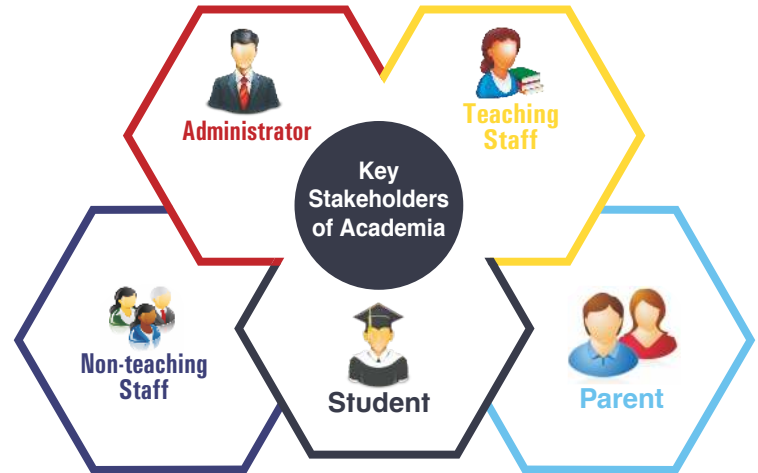 Administrator
Teaching
Staff
Key
Stakeholders
of Academia
Non-teaching
Staff
Student
Parent